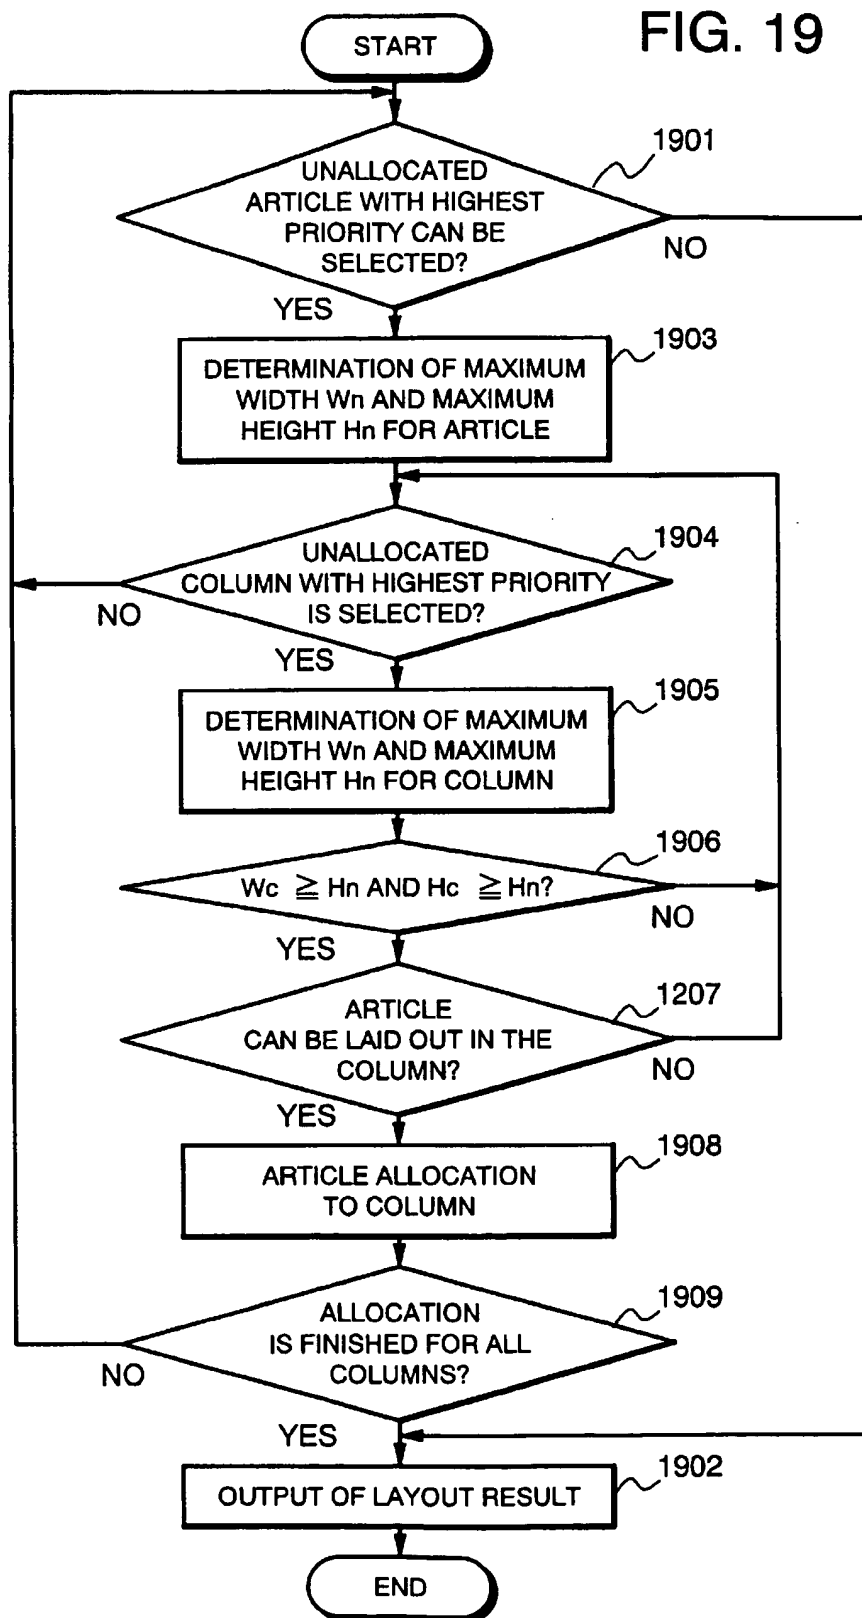 FIG. 19
START
1901
UNALLOCATED
ARTICLE WITH HIGHEST
PRIORITY CAN BE
SELECTED?
NO
YES
1903
DETERMINATION OF MAXIMUM
WIDTH Wn AND MAXIMUM
HEIGHT Hn FOR ARTICLE
1904
UNALLOCATED
COLUMN WITH HIGHEST PRIORITY
IS SELECTED?
NO
YES
1905
DETERMINATION OF MAXIMUM
WIDTH Wn AND MAXIMUM
HEIGHT Hn FOR COLUMN
1906
Wc ≧ Hn AND Hc ≧ Hn?
NO
YES
1207
ARTICLE
CAN BE LAID OUT IN THE
COLUMN?
NO
YES
1908
ARTICLE ALLOCATION
TO COLUMN
1909
ALLOCATION
IS FINISHED FOR ALL
COLUMNS?
NO
YES
1902
OUTPUT OF LAYOUT RESULT
END